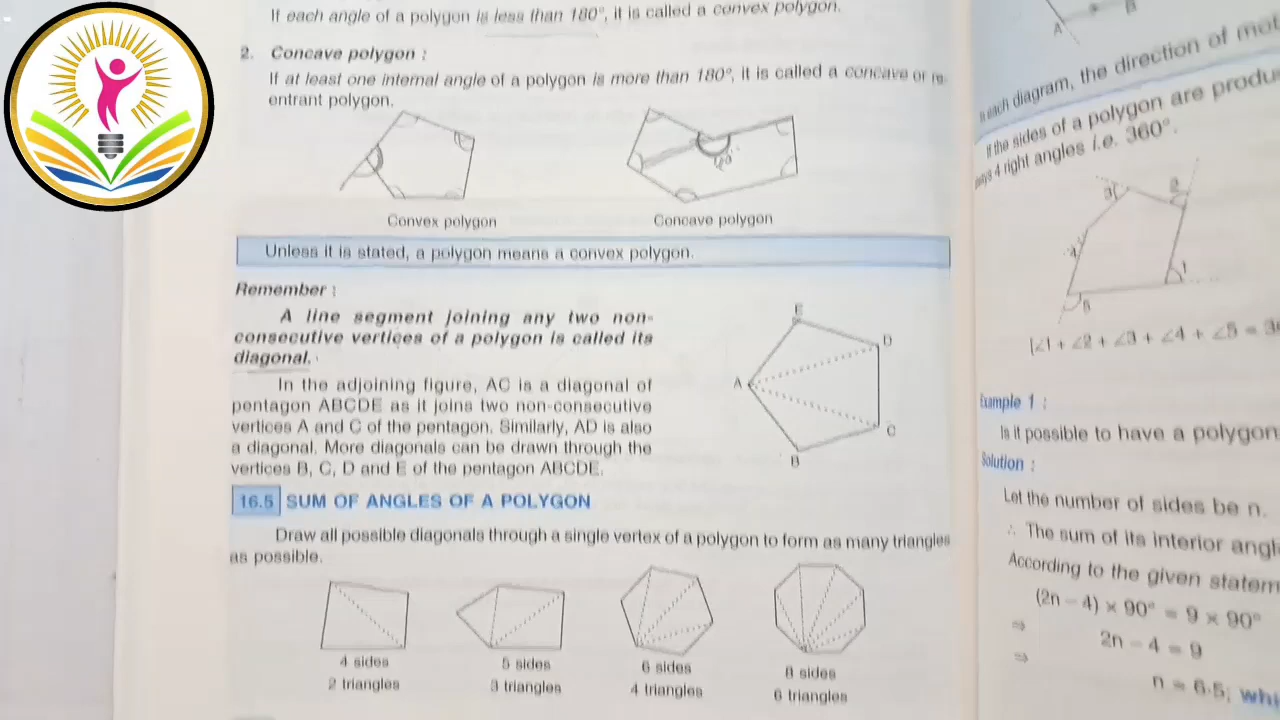 If each angle of a polygon is less than 180°, it is called a convex polygon.
2. Concave polygon :
If at least one internal angle of a polygon is more than 180°, it is called a concave or re-
entrant polygon.
Convex polygon
Concave polygon
Unless it is stated, a polygon means a convex polygon.
Remember :
A line segment joining any two non-
consecutive vertices of a polygon is called its
diagonal.
In the adjoining figure, AC is a diagonal of
pentagon ABCDE as it joins two non-consecutive
vertices A and C of the pentagon. Similarly, AD is also
a diagonal. More diagonals can be drawn through the
vertices B, C, D and E of the pentagon ABCDE.
E
D
A
C
B
16.5 SUM OF ANGLES OF A POLYGON
Draw all possible diagonals through a single vertex of a polygon to form as many triangles
as possible.
4 sides
2 triangles
5 sides
3 triangles
6 sides
4 triangles
8 sides
6 triangles
A B
each diagram, the direction of
If the sides of a polygon are
4 right angles i.e. 360°.
3 2
4
1
5
∠1 + ∠2 + ∠3 + ∠4 + ∠5 =
Example 1 :
Is it possible to have a polygon
Solution :
Let the number of sides be n.
∴ The sum of its interior
According to the given
(2n – 4) × 90° = 9 × 90°
⇒ 2n – 4 = 9
⇒ n = 6·5;